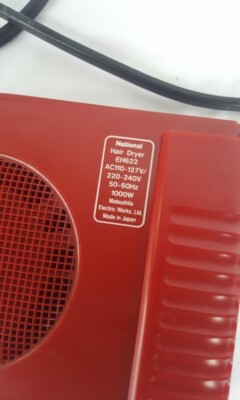 National
Hair Dryer
EH622
AC110-127V/
220-240V
50-60Hz
1000W
Matsushita
Electric Works, Ltd.
Made in Japan